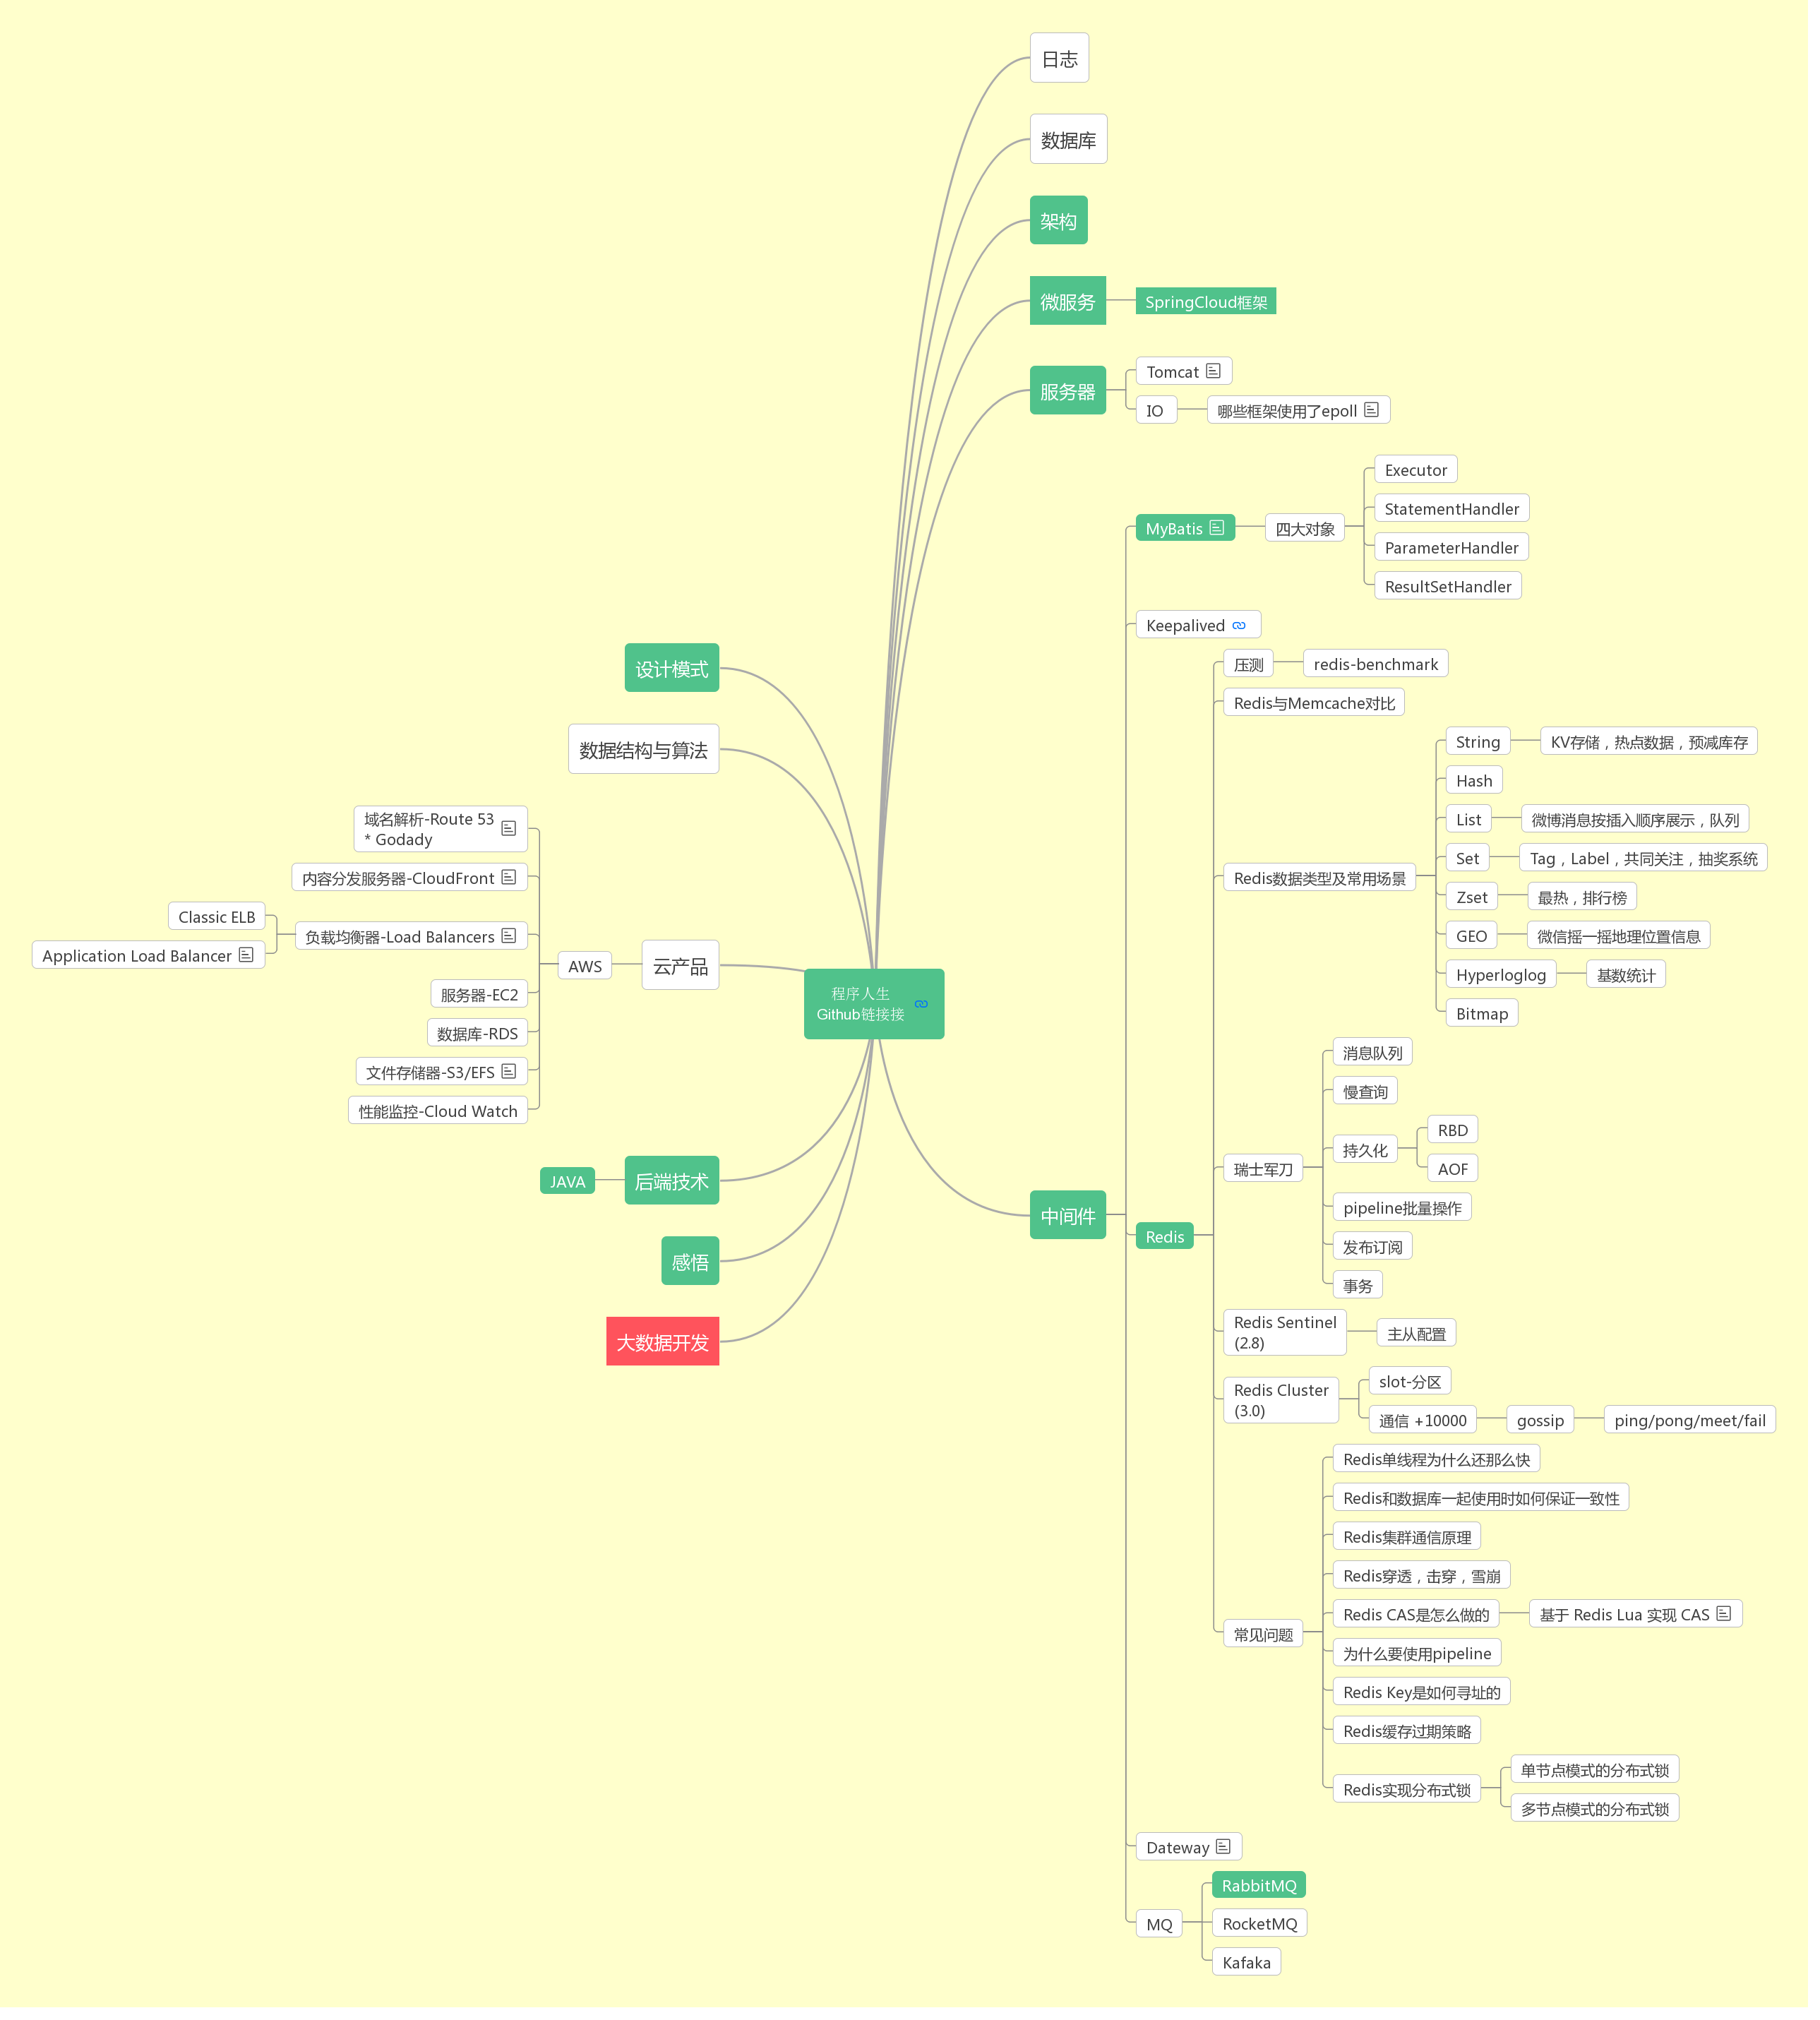 日志
数据库
架构
微服务
SpringCloud框架
服务器
Tomcat
IO
哪些框架使用了epoll
中间件
MyBatis
四大对象
Executor
StatementHandler
ParameterHandler
ResultSetHandler
Keepalived
Redis
压测
redis-benchmark
Redis与Memcache对比
Redis数据类型及常用场景
String
KV存储，热点数据，预减库存
Hash
List
微博消息按插入顺序展示，队列
Set
Tag，Label，共同关注，抽奖系统
Zset
最热，排行榜
GEO
微信摇一摇地理位置信息
Hyperloglog
基数统计
Bitmap
瑞士军刀
消息队列
慢查询
持久化
RBD
AOF
pipeline批量操作
发布订阅
事务
Redis Sentinel
(2.8)
主从配置
Redis Cluster
(3.0)
slot-分区
通信 +10000
gossip
ping/pong/meet/fail
常见问题
Redis单线程为什么还那么快
Redis和数据库一起使用时如何保证一致性
Redis集群通信原理
Redis穿透，击穿，雪崩
Redis CAS是怎么做的
基于 Redis Lua 实现 CAS
为什么要使用pipeline
Redis Key是如何寻址的
Redis缓存过期策略
Redis实现分布式锁
单节点模式的分布式锁
多节点模式的分布式锁
Dateway
MQ
RabbitMQ
RocketMQ
Kafaka
程序人生
Github链接接
设计模式
数据结构与算法
云产品
AWS
域名解析-Route 53
* Godady
内容分发服务器-CloudFront
负载均衡器-Load Balancers
Classic ELB
Application Load Balancer
服务器-EC2
数据库-RDS
文件存储器-S3/EFS
性能监控-Cloud Watch
后端技术
JAVA
感悟
大数据开发